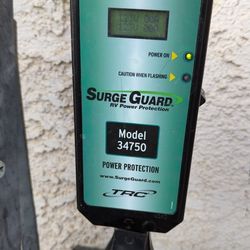 POWER ON
CAUTION WHEN FLASHING
SURGE GUARD
RV Power Protection
Model
34750
POWER PROTECTION
www.SurgeGuard.com
TRC